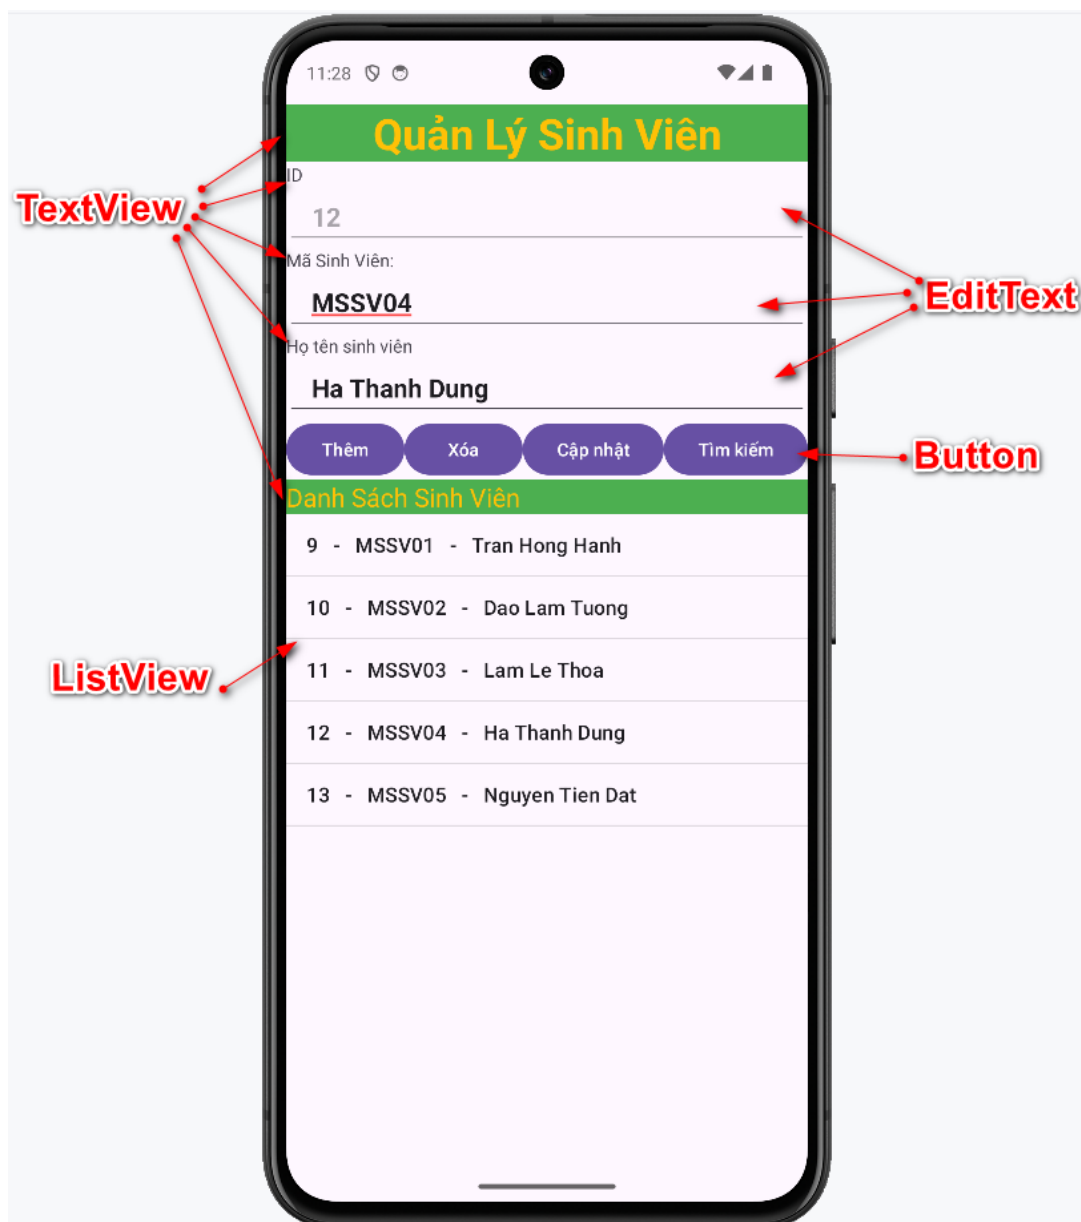 11:28
Quản Lý Sinh Viên
ID
TextView
12
Mã Sinh Viên:
EditText
MSSV04
Họ tên sinh viên
Ha Thanh Dung
Thêm Xóa Cập nhật Tìm kiếm
Button
Danh Sách Sinh Viên
9 - MSSV01 - Tran Hong Hanh
10 - MSSV02 - Dao Lam Tuong
ListView
11 - MSSV03 - Lam Le Thoa
12 - MSSV04 - Ha Thanh Dung
13 - MSSV05 - Nguyen Tien Dat